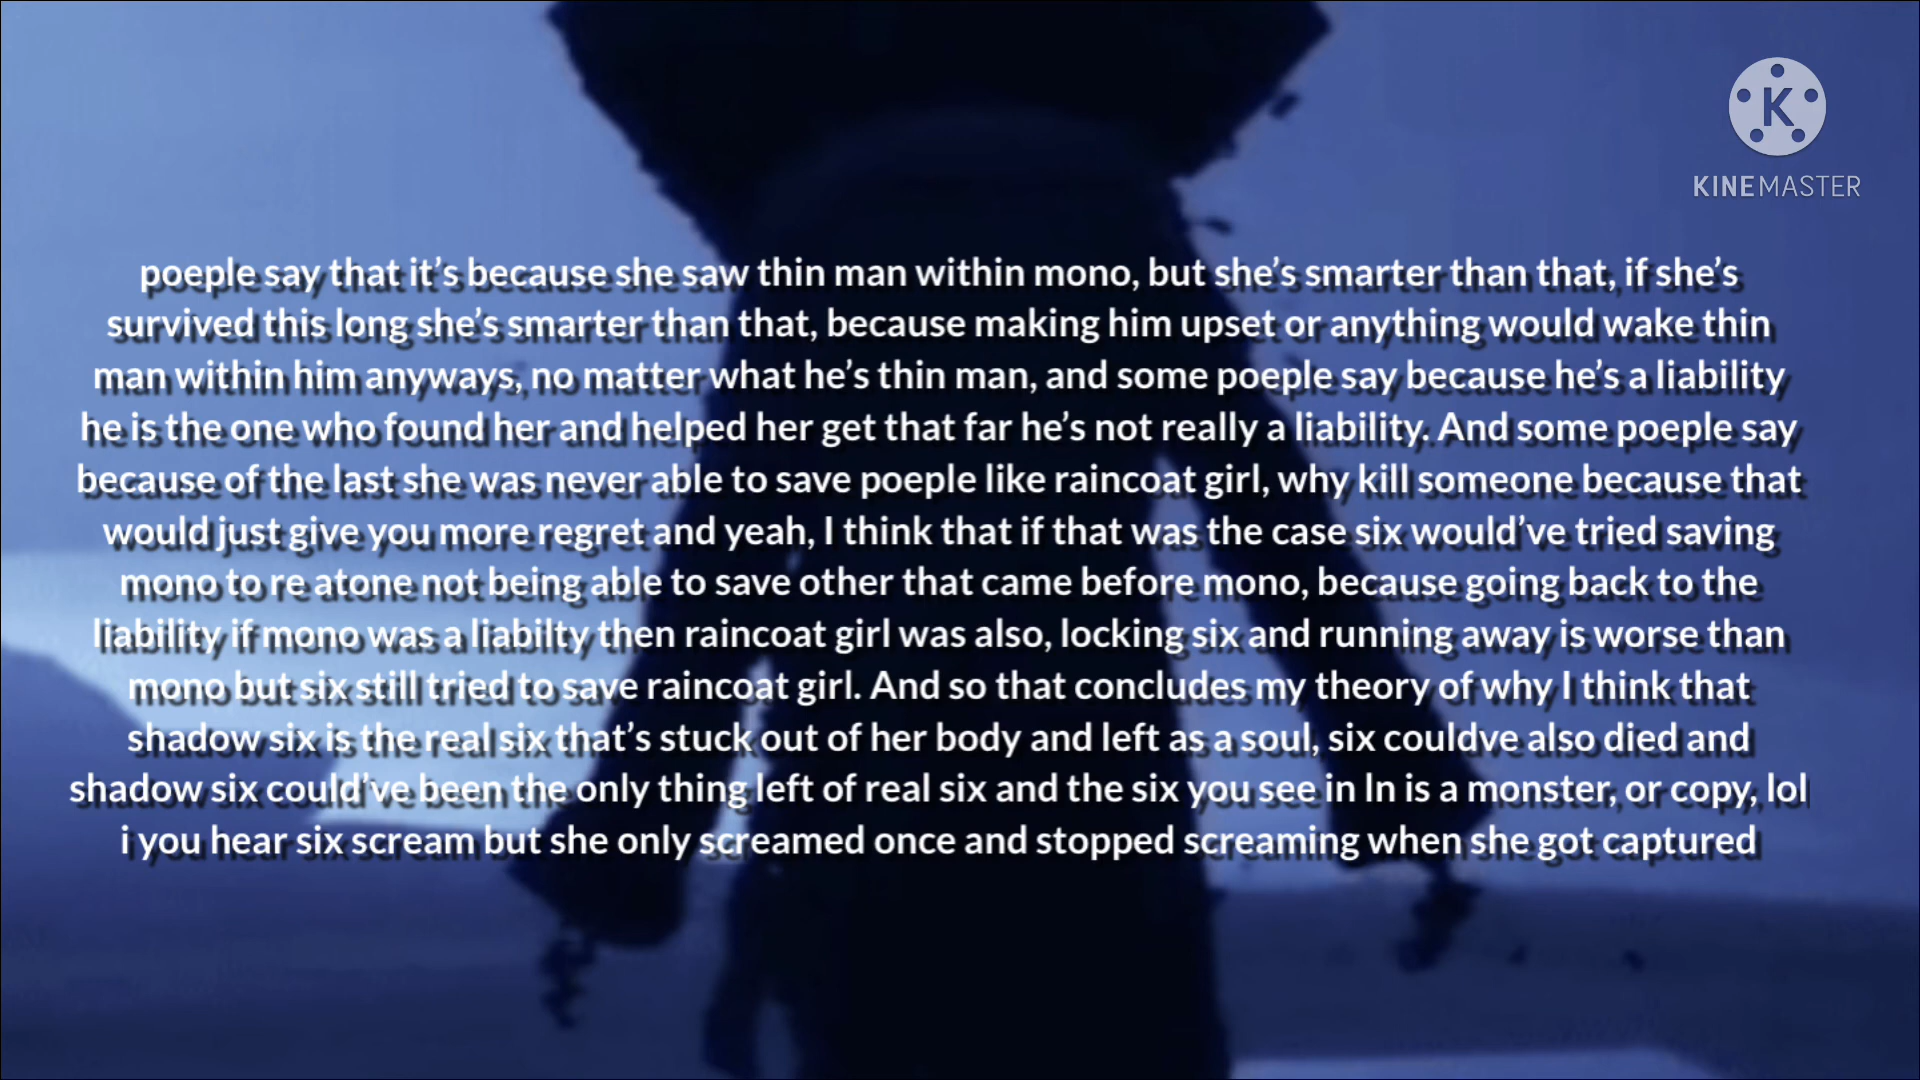 K
KINEMASTER
poeple say that it’s because she saw thin man within mono, but she’s smarter than that, if she’s
survived this long she’s smarter than that, because making him upset or anything would wake thin
man within him anyways, no matter what he’s thin man, and some poeple say because he’s a liability
he is the one who found her and helped her get that far he’s not really a liability. And some poeple say
because of the last she was never able to save poeple like raincoat girl, why kill someone because that
would just give you more regret and yeah, I think that if that was the case six would’ve tried saving
mono to re atone not being able to save other that came before mono, because going back to the
liability if mono was a liabilty then raincoat girl was also, locking six and running away is worse than
mono but six still tried to save raincoat girl. And so that concludes my theory of why I think that
shadow six is the real six that’s stuck out of her body and left as a soul, six couldve also died and
shadow six could’ve been the only thing left of real six and the six you see in ln is a monster, or copy, lol
i you hear six scream but she only screamed once and stopped screaming when she got captured